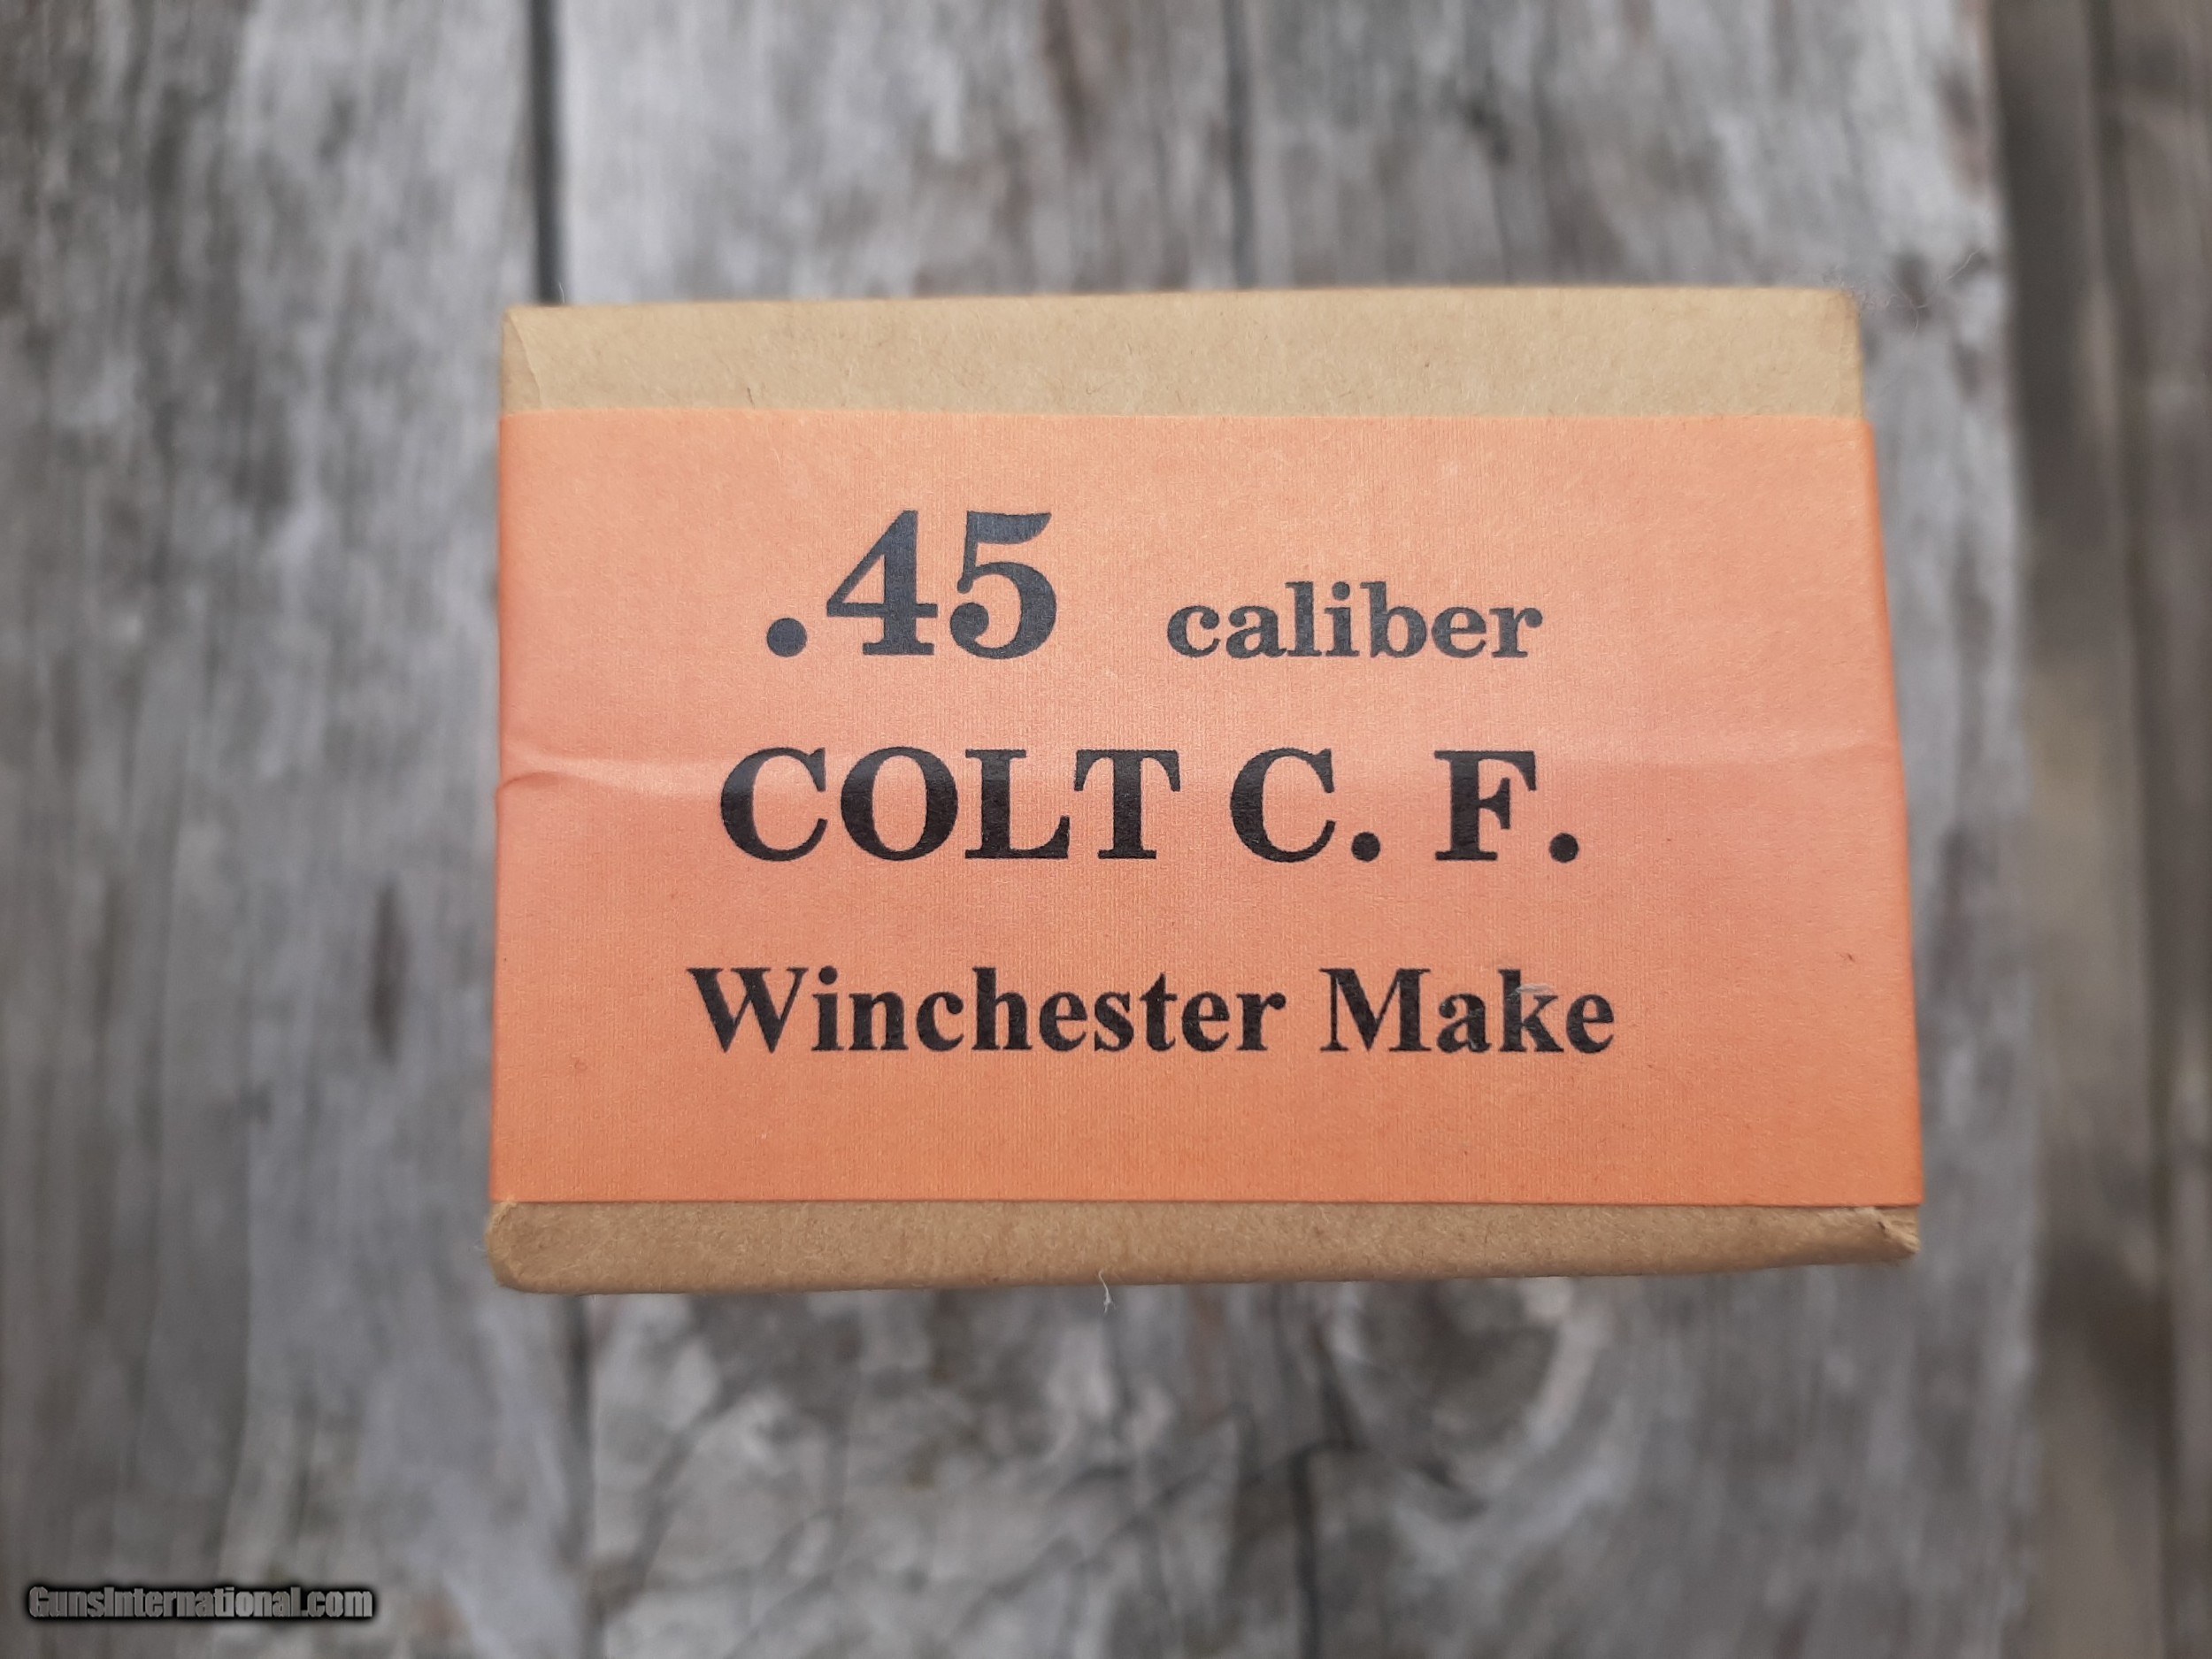 .45 caliber
COLT C. F.
Winchester Make
GunsInternational.com